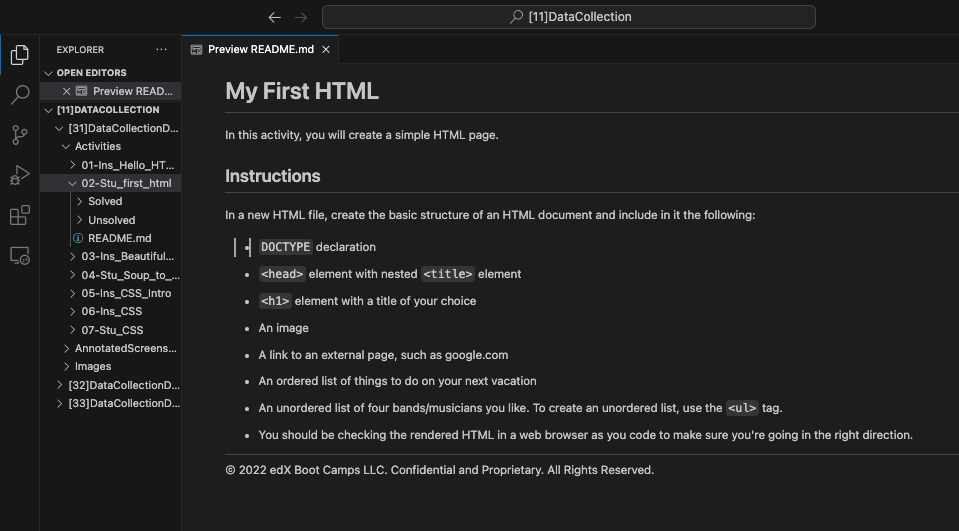 [11]DataCollection
EXPLORER
Preview README.md
OPEN EDITORS
Preview READ...
[11]DATACOLLECTION
[31]DataCollectionD...
Activities
01-Ins_Hello_HT...
02-Stu_first_html
Solved
Unsolved
README.md
03-Ins_Beautiful...
04-Stu_Soup_to_...
05-Ins_CSS_Intro
06-Ins_CSS
07-Stu_CSS
AnnotatedScreens...
Images
[32]DataCollectionD...
[33]DataCollectionD...
My First HTML
In this activity, you will create a simple HTML page.
Instructions
In a new HTML file, create the basic structure of an HTML document and include in it the following:
• DOCTYPE declaration
• <head> element with nested <title> element
• <h1> element with a title of your choice
• An image
• A link to an external page, such as google.com
• An ordered list of things to do on your next vacation
• An unordered list of four bands/musicians you like. To create an unordered list, use the <ul> tag.
• You should be checking the rendered HTML in a web browser as you code to make sure you're going in the right direction.
© 2022 edX Boot Camps LLC. Confidential and Proprietary. All Rights Reserved.